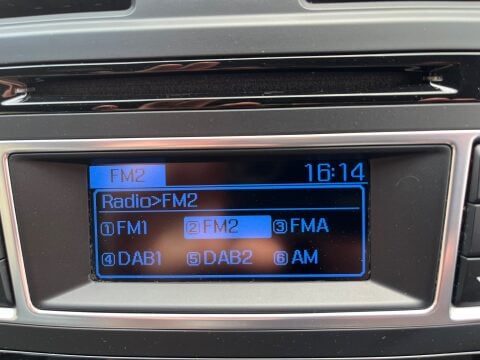 FM2 16:14
Radio>FM2
①FM1 ②FM2 ③FMA
④DAB1 ⑤DAB2 ⑥AM